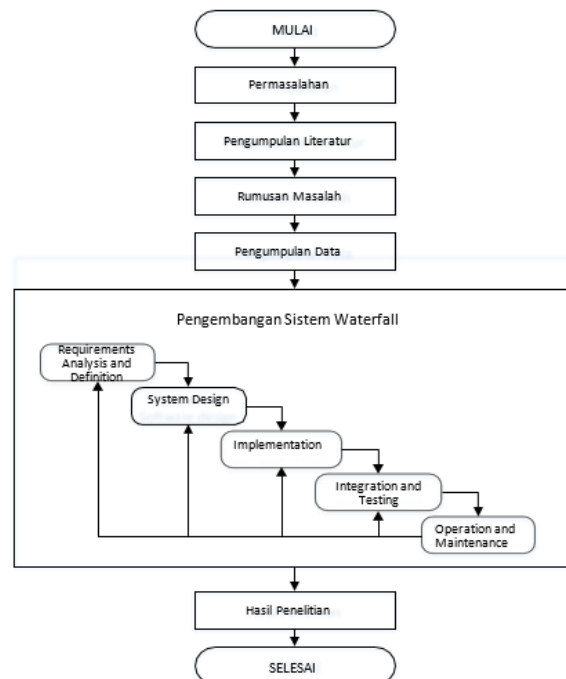 MULAI
Permasalahan
Pengumpulan Literatur
Rumusan Masalah
Pengumpulan Data
Pengembangan Sistem Waterfall
Requirements
Analysis and
Definition
System Design
Implementation
Integration and
Testing
Operation and
Maintenance
Hasil Penelitian
SELESAI